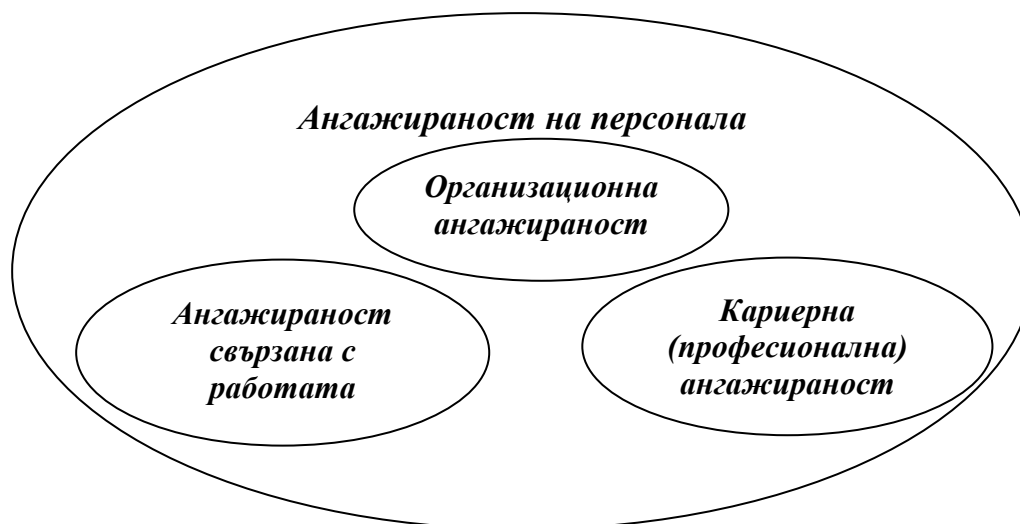 Ангажираност на персонала
Организационна
ангажираност
Ангажираност
свързана с
работата
Кариерна
(професионална)
ангажираност